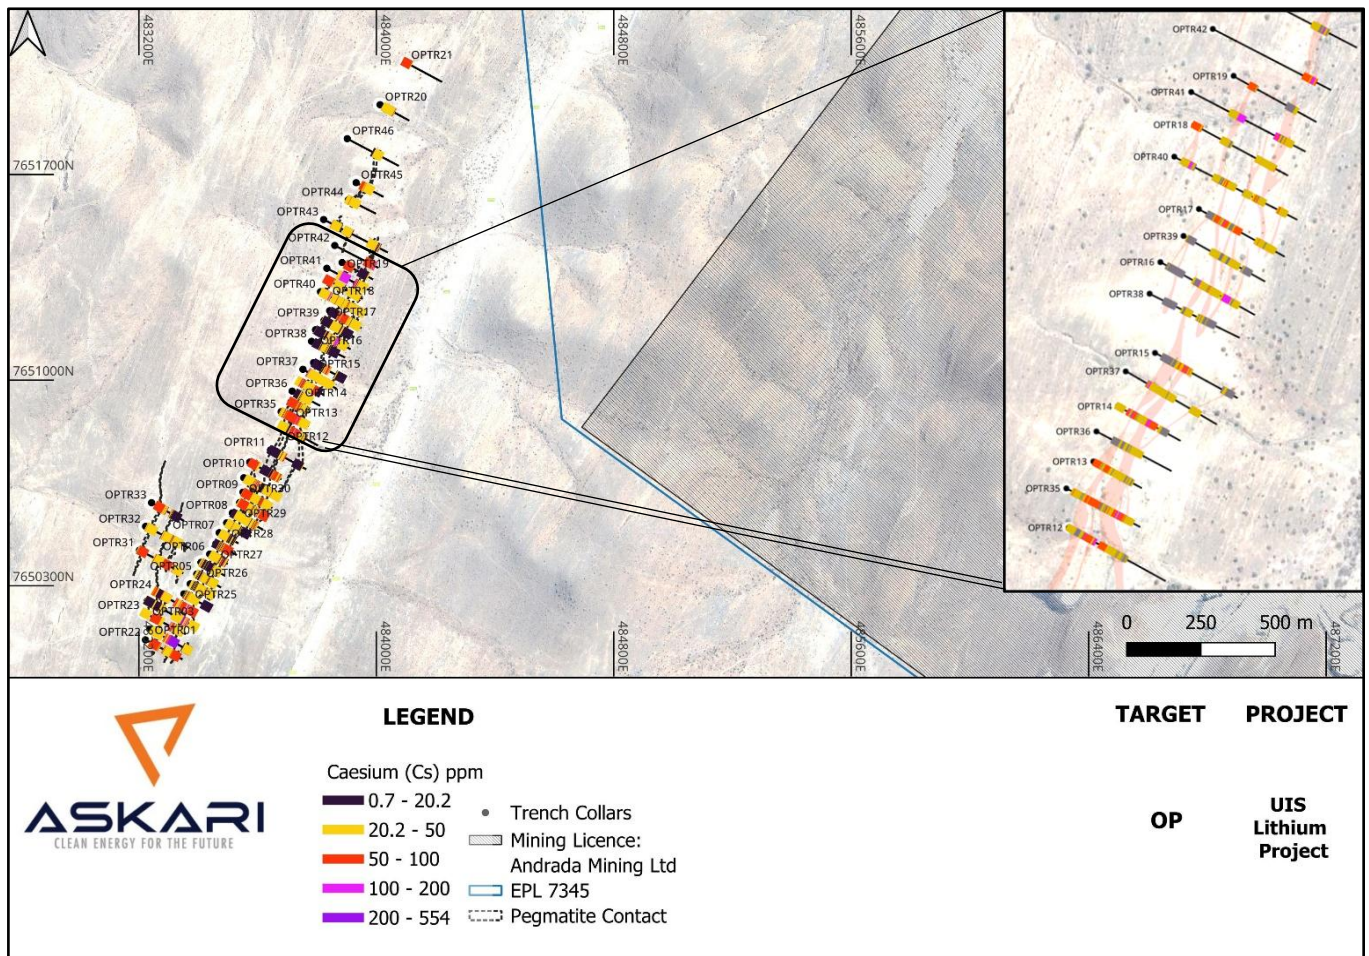 483200E
484000E
484800E
485600E
OPTR21
OPTR20
OPTR46
7651700N
OPTR45
OPTR44
OPTR43
OPTR42
OPTR41
OPTR19
OPTR40
OPTR18
OPTR39
OPTR17
OPTR38
OPTR16
OPTR37
OPTR15
7651000N
OPTR36
OPTR14
OPTR35
OPTR13
OPTR12
OPTR11
OPTR10
OPTR09
OPTR30
OPTR33
OPTR08
OPTR29
OPTR32
OPTR07
OPTR28
OPTR31
OPTR06
OPTR27
OPTR05
OPTR26
7650300N
OPTR24
OPTR25
OPTR23
OPTR03
OPTR22
OPTR01
484000E
484800E
485600E
486400E
487200E
OPTR42
OPTR19
OPTR41
OPTR18
OPTR40
OPTR17
OPTR39
OPTR16
OPTR38
OPTR15
OPTR37
OPTR14
OPTR36
OPTR13
OPTR35
OPTR12
0 250 500 m
ASKARI
CLEAN ENERGY FOR THE FUTURE
LEGEND
Caesium (Cs) ppm
0.7 - 20.2
20.2 - 50
50 - 100
100 - 200
200 - 554
Trench Collars
Mining Licence:
Andrada Mining Ltd
EPL 7345
Pegmatite Contact
TARGET PROJECT
OP
UIS
Lithium
Project